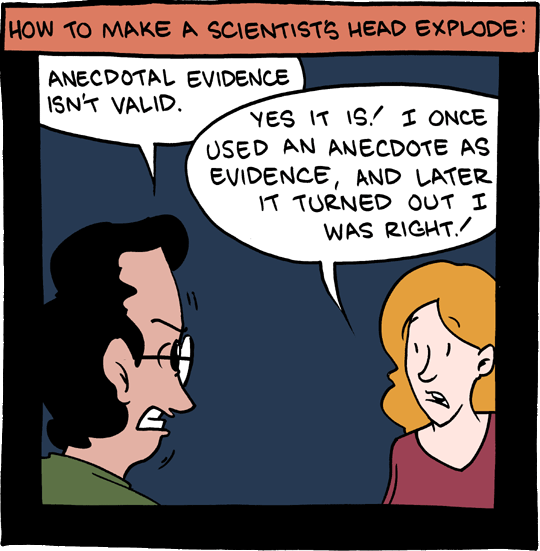 HOW TO MAKE A SCIENTIST'S HEAD EXPLODE:
ANECDOTAL EVIDENCE
ISN'T VALID.
YES IT IS! I ONCE
USED AN ANECDOTE AS
EVIDENCE, AND LATER
IT TURNED OUT I
WAS RIGHT!